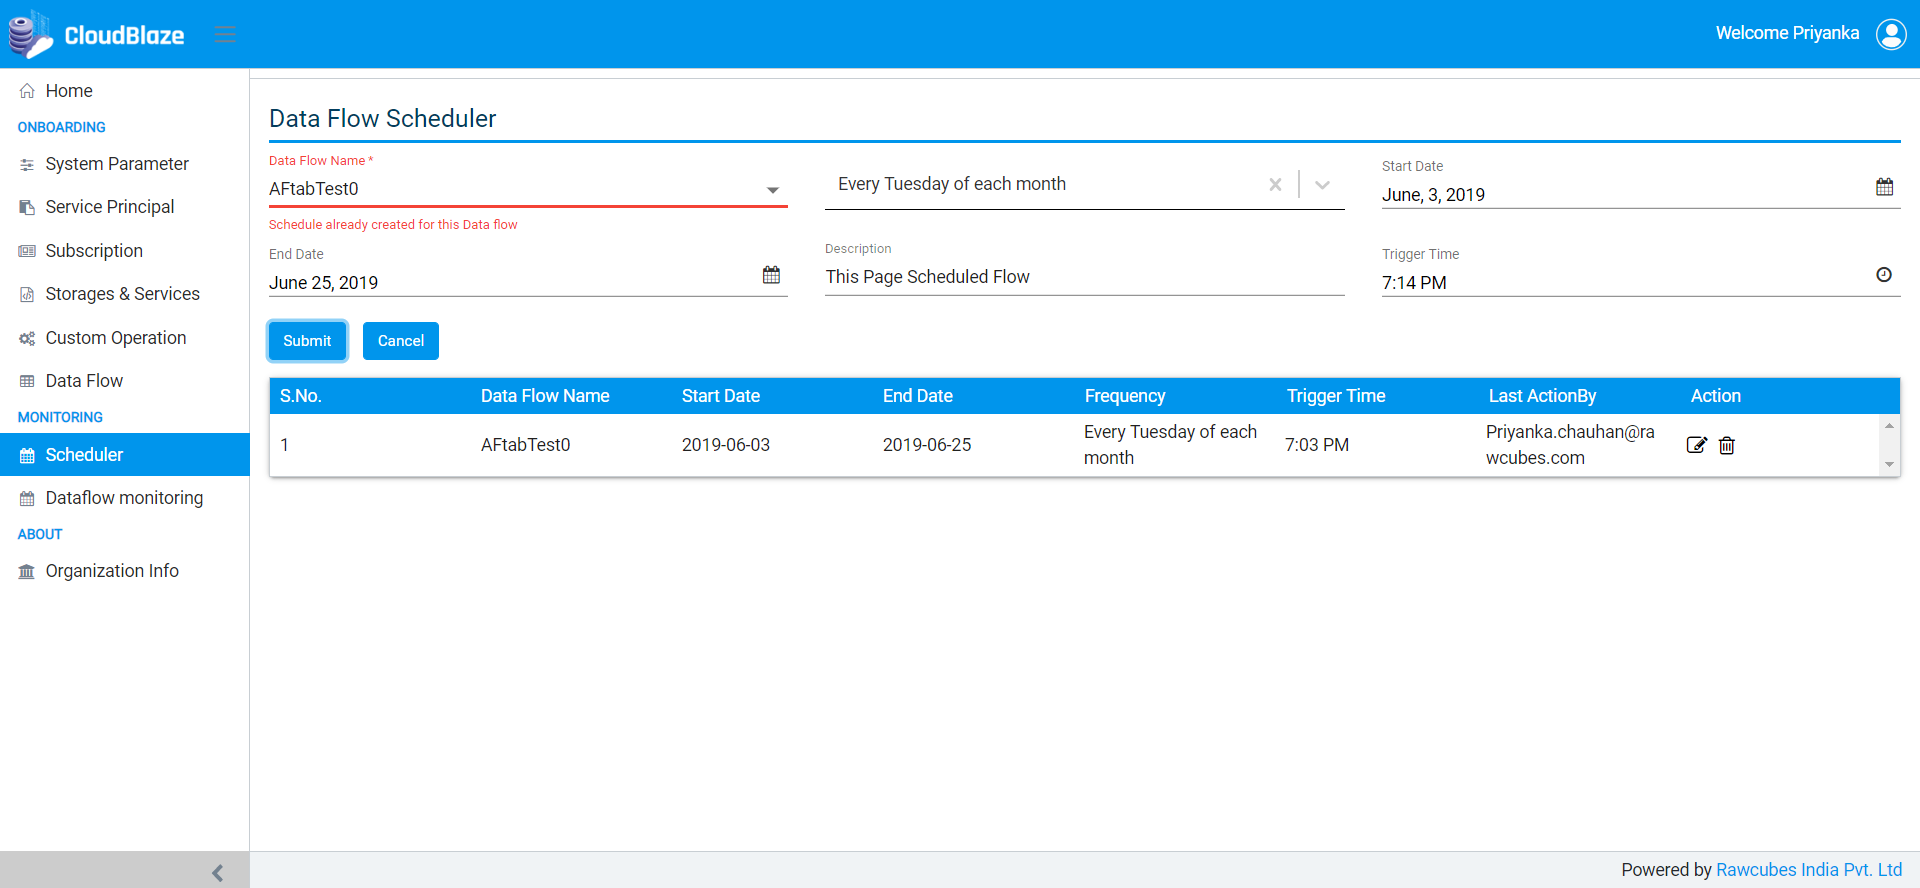 CloudBlaze
Welcome Priyanka
Home
ONBOARDING
System Parameter
Service Principal
Subscription
Storages & Services
Custom Operation
Data Flow
MONITORING
Scheduler
Dataflow monitoring
ABOUT
Organization Info
Data Flow Scheduler
Data Flow Name *
AFtabTest0
Schedule already created for this Data flow
Every Tuesday of each month
Start Date
June, 3, 2019
End Date
June 25, 2019
Description
This Page Scheduled Flow
Trigger Time
7:14 PM
Submit Cancel
S.No. Data Flow Name Start Date End Date Frequency Trigger Time Last ActionBy Action
1 AFtabTest0 2019-06-03 2019-06-25 Every Tuesday of each 7:03 PM Priyanka.chauhan@ra
month wcubes.com
Powered by Rawcubes India Pvt. Ltd